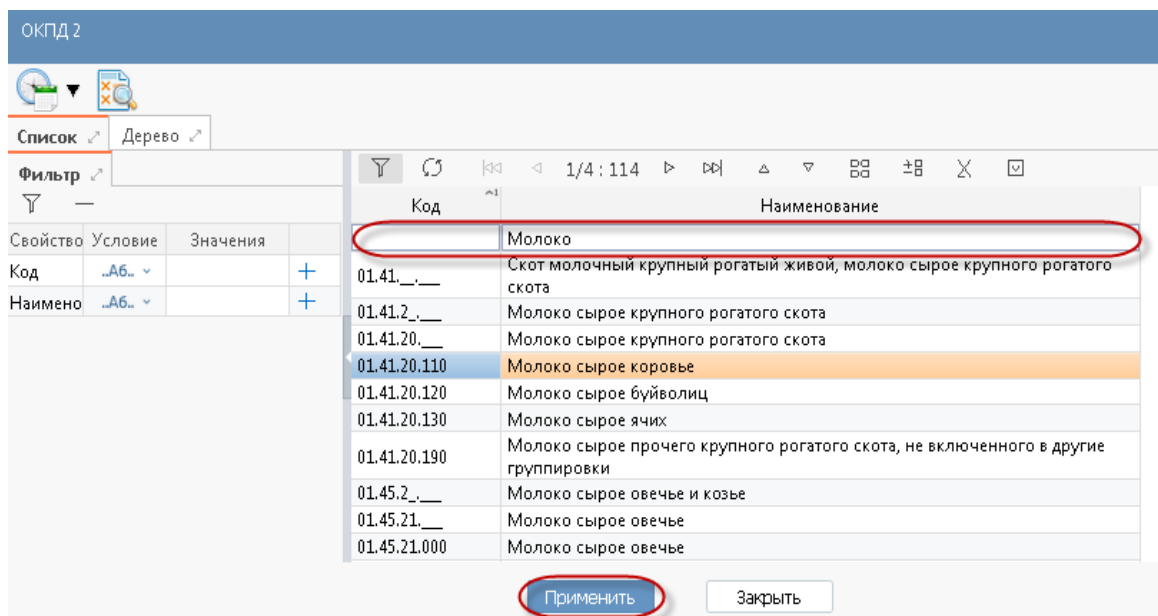 ОКПД 2
Список Дерево
Фильтр
1/4 : 114
Код Наименование
Молоко
Свойство Условие Значения
Код ..Аб..
Наимено ..Аб..
01.41.__.___ Скот молочный крупный рогатый живой, молоко сырое крупного рогатого
скота
01.41.2_.___ Молоко сырое крупного рогатого скота
01.41.20.___ Молоко сырое крупного рогатого скота
01.41.20.110 Молоко сырое коровье
01.41.20.120 Молоко сырое буйволиц
01.41.20.130 Молоко сырое ячих
01.41.20.190 Молоко сырое прочего крупного рогатого скота, не включенного в другие
группировки
01.45.2_.___ Молоко сырое овечье и козье
01.45.21.___ Молоко сырое овечье
01.45.21.000 Молоко сырое овечье
Применить Закрыть